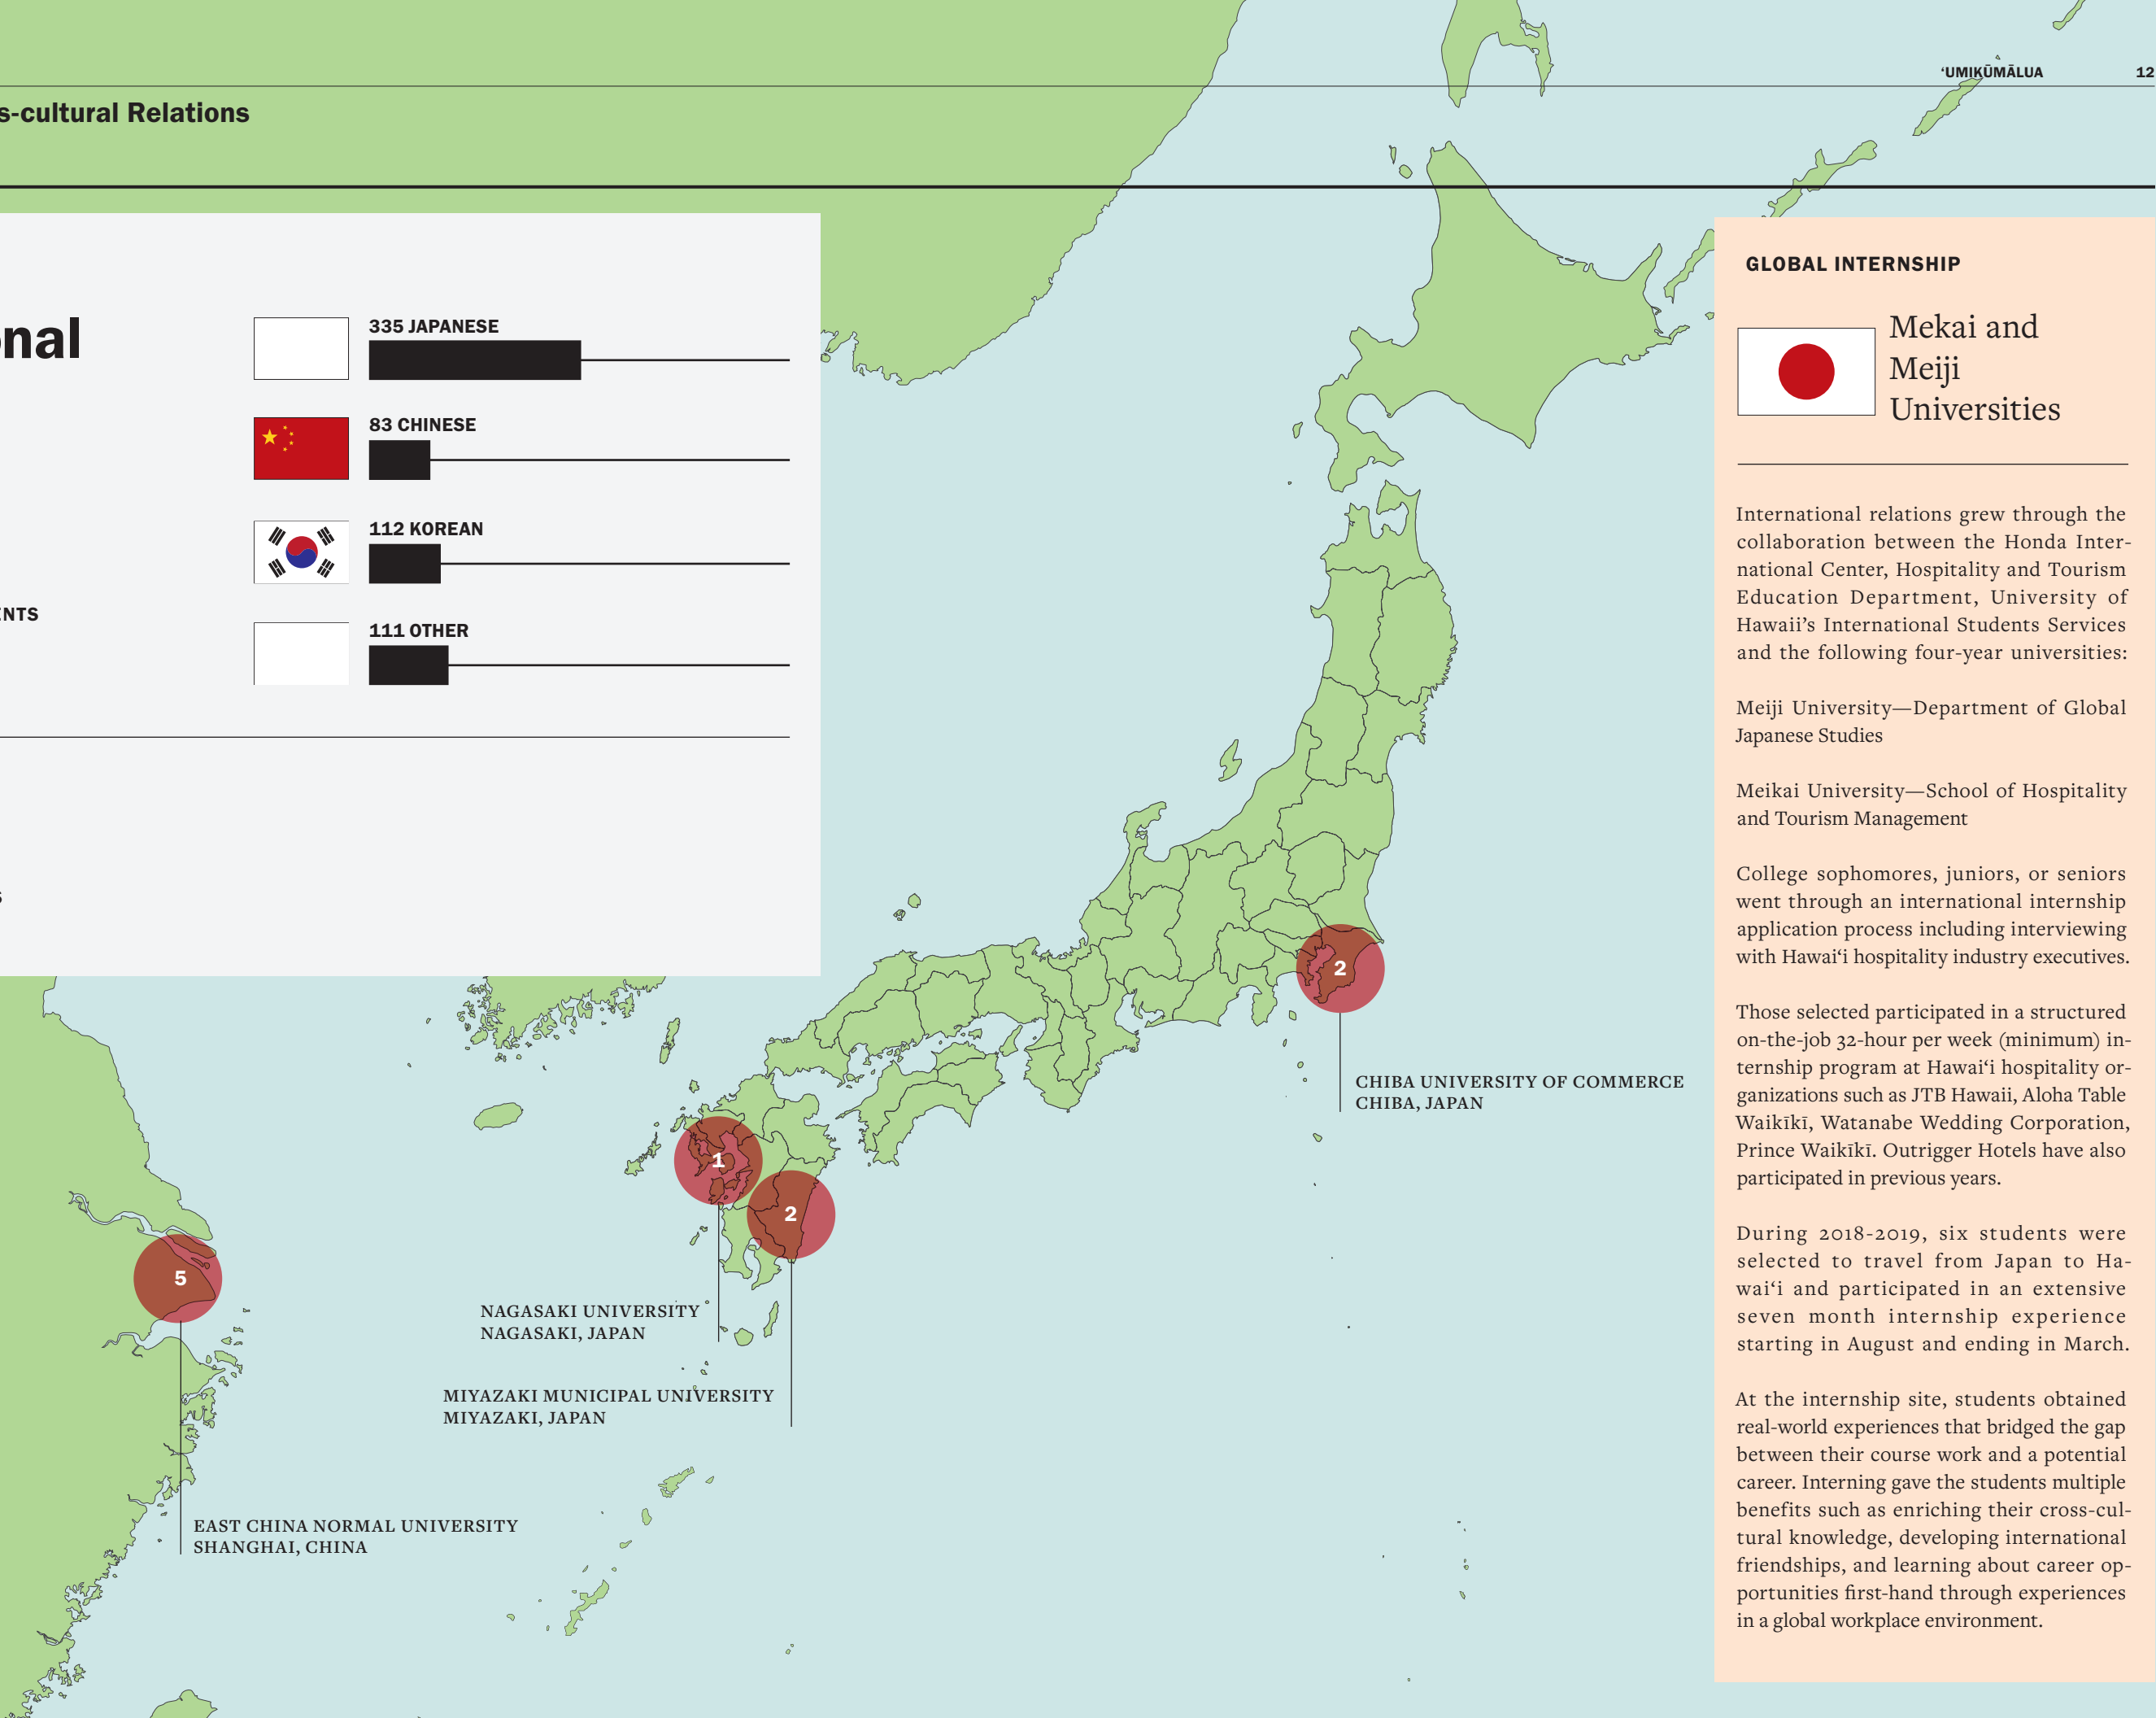 ‘UMIKŪMĀLUA
12
s-cultural Relations
onal
ENTS
S
335 JAPANESE
83 CHINESE
112 KOREAN
111 OTHER
2
CHIBA UNIVERSITY OF COMMERCE
CHIBA, JAPAN
1
NAGASAKI UNIVERSITY
NAGASAKI, JAPAN
2
MIYAZAKI MUNICIPAL UNIVERSITY
MIYAZAKI, JAPAN
5
EAST CHINA NORMAL UNIVERSITY
SHANGHAI, CHINA
GLOBAL INTERNSHIP
Mekai and
Meiji
Universities
International relations grew through the
collaboration between the Honda Inter-
national Center, Hospitality and Tourism
Education Department, University of
Hawaii’s International Students Services
and the following four-year universities:
Meiji University—Department of Global
Japanese Studies
Meikai University—School of Hospitality
and Tourism Management
College sophomores, juniors, or seniors
went through an international internship
application process including interviewing
with Hawai‘i hospitality industry executives.
Those selected participated in a structured
on-the-job 32-hour per week (minimum) in-
ternship program at Hawai‘i hospitality or-
ganizations such as JTB Hawaii, Aloha Table
Waikīkī, Watanabe Wedding Corporation,
Prince Waikīkī. Outrigger Hotels have also
participated in previous years.
During 2018-2019, six students were
selected to travel from Japan to Ha-
wai‘i and participated in an extensive
seven month internship experience
starting in August and ending in March.
At the internship site, students obtained
real-world experiences that bridged the gap
between their course work and a potential
career. Interning gave the students multiple
benefits such as enriching their cross-cul-
tural knowledge, developing international
friendships, and learning about career op-
portunities first-hand through experiences
in a global workplace environment.